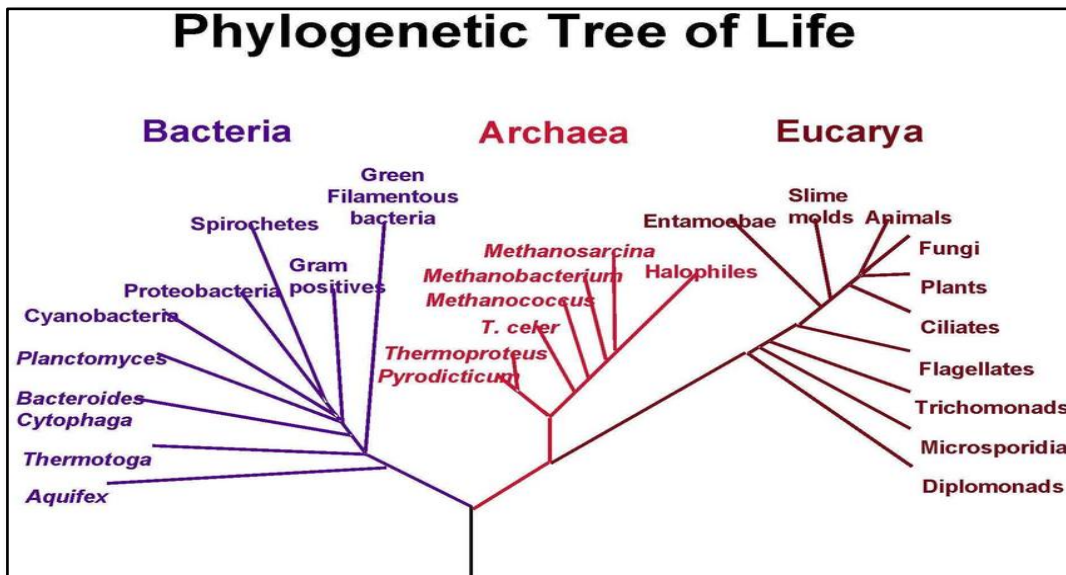 Phylogenetic Tree of Life
Bacteria
Archaea
Eucarya
Green
Filamentous
bacteria
Spirochetes
Gram
positives
Proteobacteria
Cyanobacteria
Planctomyces
Bacteroides
Cytophaga
Thermotoga
Aquifex
Methanosarcina
Methanobacterium
Halophiles
Methanococcus
T. celer
Thermoproteus
Pyrodicticum
Entamoebae
Slime
molds
Animals
Fungi
Plants
Ciliates
Flagellates
Trichomonads
Microsporidia
Diplomonads